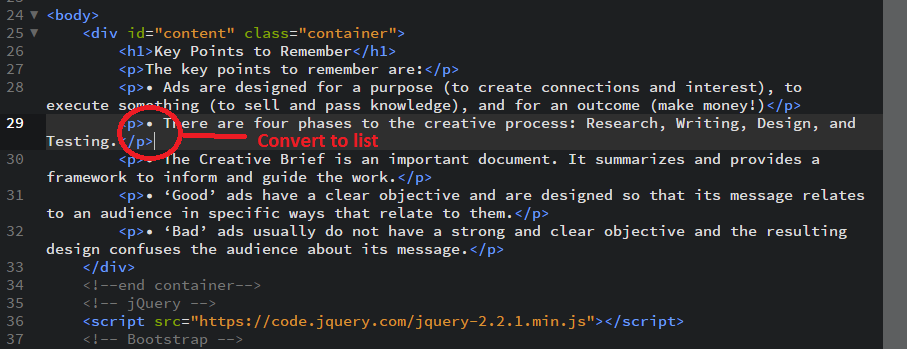 24 ▼ <body>
25 ▼ <div id="content" class="container">
26 <h1>Key Points to Remember</h1>
27 <p>The key points to remember are:</p>
28 <p>• Ads are designed for a purpose (to create connections and interest), to
execute something (to sell and pass knowledge), and for an outcome (make money!)</p>
29 <p>• There are four phases to the creative process: Research, Writing, Design, and
Testing.</p>
Convert to list
30 <p>• The Creative Brief is an important document. It summarizes and provides a
framework to inform and guide the work.</p>
31 <p>• ‘Good’ ads have a clear objective and are designed so that its message relates
to an audience in specific ways that relate to them.</p>
32 <p>• ‘Bad’ ads usually do not have a strong and clear objective and the resulting
design confuses the audience about its message.</p>
33 </div>
34 <!--end container-->
35 <!-- jQuery -->
36 <script src="https://code.jquery.com/jquery-2.2.1.min.js"></script>
37 <!-- Bootstrap -->